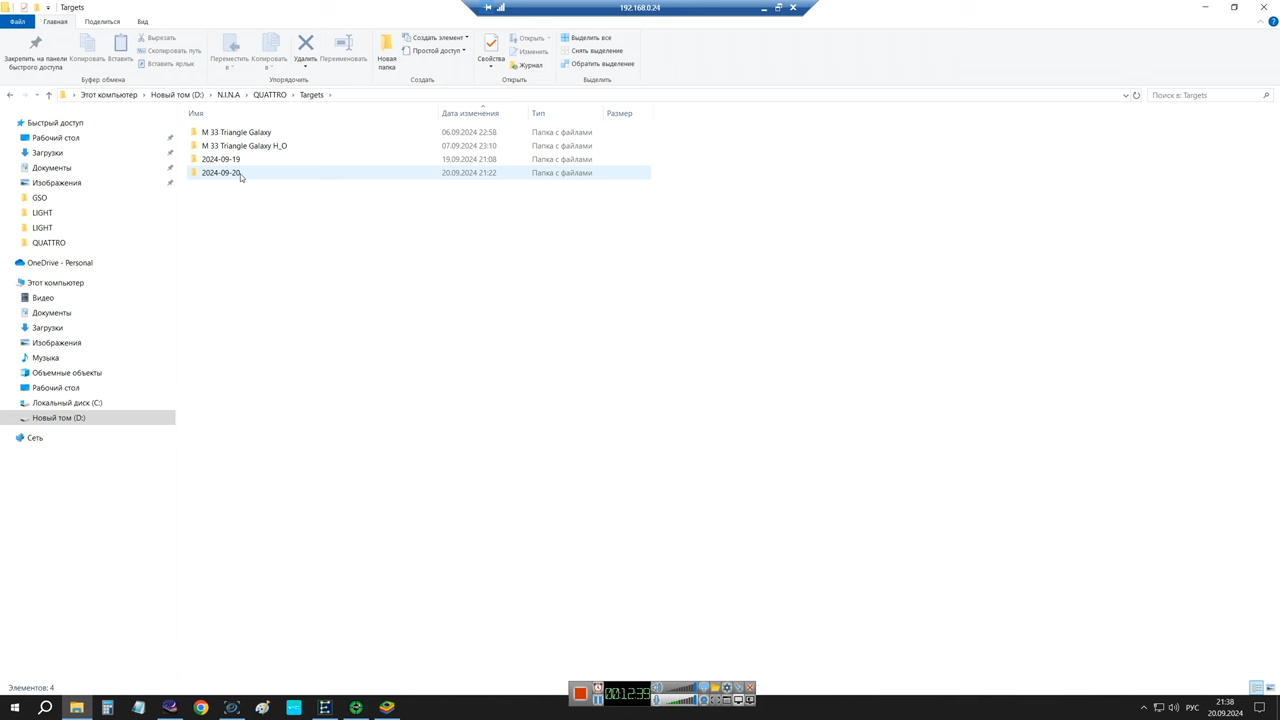 Targets
192.168.0.24
Файл
Главная
Поделиться
Вид
Закрепить на панели быстрого доступа
Копировать
Вставить
Вырезать
Скопировать путь
Вставить ярлык
Буфер обмена
Переместить в
Копировать в
Удалить
Переименовать
Упорядочить
Новая папка
Создать элемент
Простой доступ
Создать
Свойства
Открыть
Изменить
Журнал
Открыть
Выделить все
Снять выделение
Обратить выделение
Выделить
Этот компьютер > Новый том (D:) > N.I.N.A > QUATTRO > Targets >
Поиск в: Targets
Имя Дата изменения Тип Размер
M 33 Triangle Galaxy 06.09.2024 22:58 Папка с файлами
M 33 Triangle Galaxy H_O 07.09.2024 23:10 Папка с файлами
2024-09-19 19.09.2024 21:08 Папка с файлами
2024-09-20 20.09.2024 21:22 Папка с файлами
Быстрый доступ
Рабочий стол
Загрузки
Документы
Изображения
GSO
LIGHT
LIGHT
QUATTRO
OneDrive - Personal
Этот компьютер
Видео
Документы
Загрузки
Изображения
Музыка
Объемные объекты
Рабочий стол
Локальный диск (C:)
Новый том (D:)
Сеть
Элементов: 4
00:12:39
РУС
21:38
20.09.2024